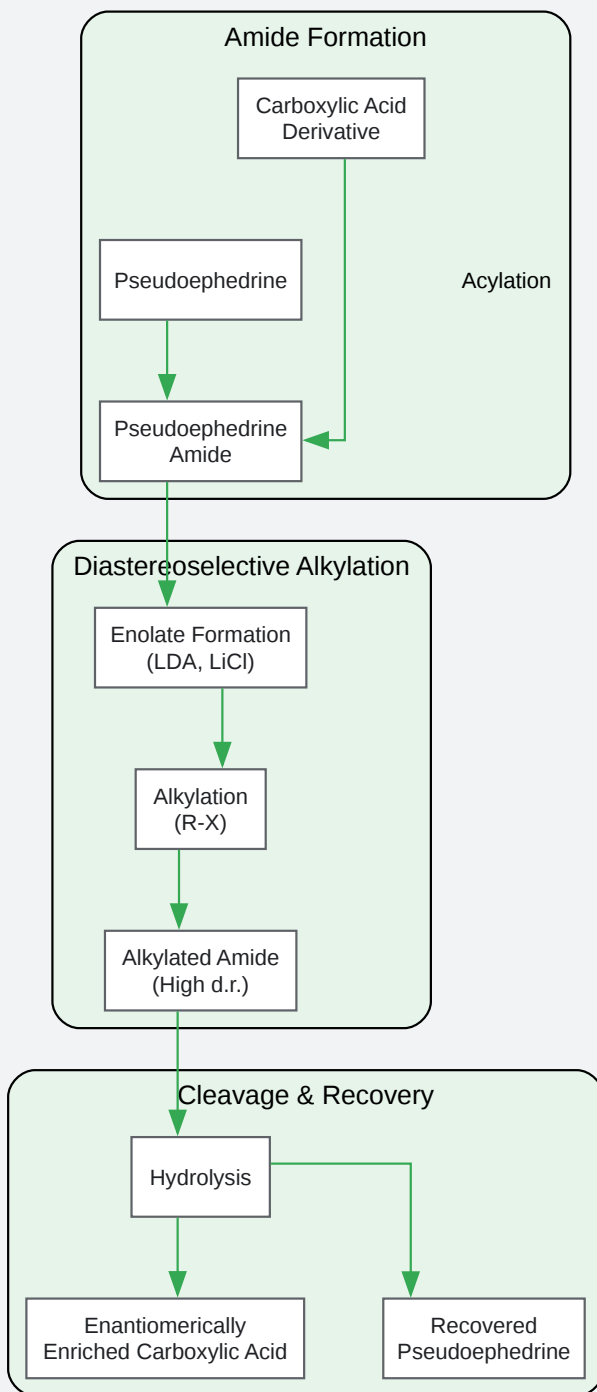 Amide Formation
Carboxylic Acid
Derivative
Pseudoephedrine
Acylation
Pseudoephedrine
Amide
Diastereoselective Alkylation
Enolate Formation
(LDA, LiCl)
Alkylation
(R-X)
Alkylated Amide
(High d.r.)
Cleavage & Recovery
Hydrolysis
Enantiomerically
Enriched Carboxylic Acid
Recovered
Pseudoephedrine